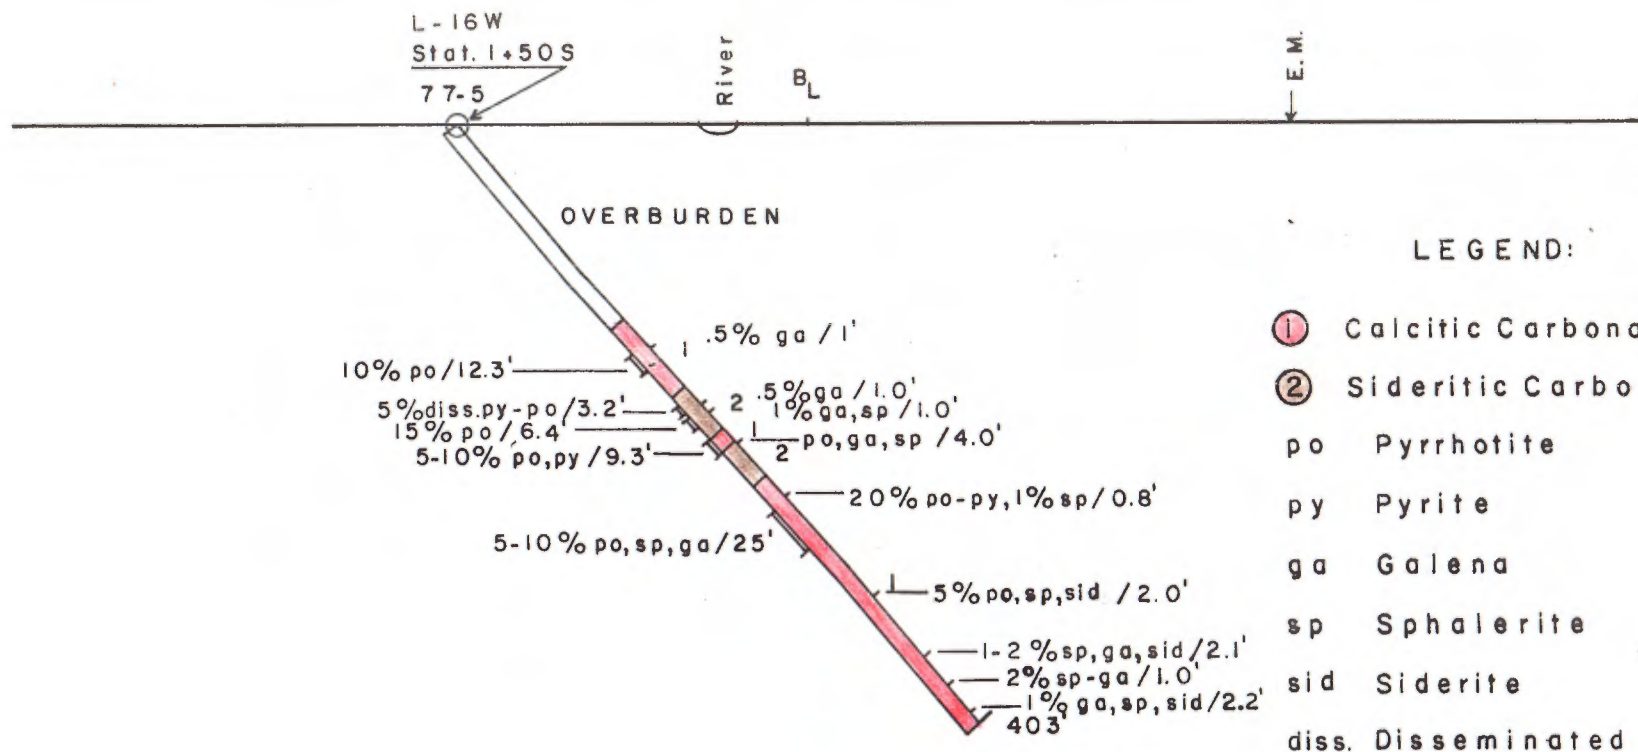 L-16W
Stat. 1+50S
77-5
River
BL
E.M.
OVERBURDEN
.5% ga / 1'
1
10% po/12.3'
.5%ga/1.0'
2
1%ga,sp/1.0'
5%diss.py-po/3.2'
15% po/6.4'
1
po,ga,sp/4.0'
2
5-10% po,py/9.3'
20% po-py,1% sp/0.8'
5-10% po,sp,ga/25'
1
5% po,sp,sid /2.0'
1-2 %sp,ga,sid/2.1'
2% sp-ga/1.0'
1% ga,sp,sid/2.2'
403'
LEGEND:
1 Calcitic Carbona
2 Sideritic Carbo
po Pyrrhotite
py Pyrite
ga Galena
sp Sphalerite
sid Siderite
diss. Disseminated